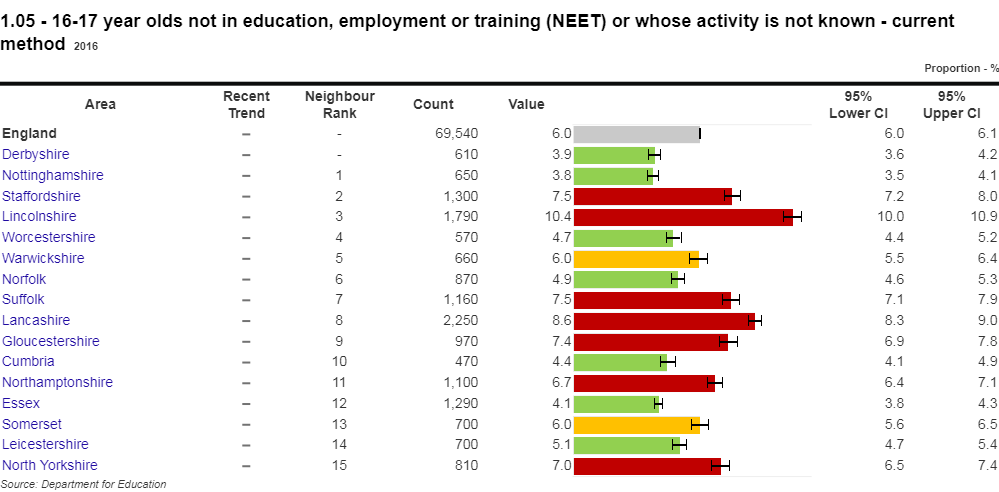 1.05 - 16-17 year olds not in education, employment or training (NEET) or whose activity is not known - current
method 2016
Proportion - %
Area Recent Trend Neighbour Rank Count Value 95% Lower CI 95% Upper CI
England – - 69,540 6.0 6.0 6.1
Derbyshire – - 610 3.9 3.6 4.2
Nottinghamshire – 1 650 3.8 3.5 4.1
Staffordshire – 2 1,300 7.5 7.2 8.0
Lincolnshire – 3 1,790 10.4 10.0 10.9
Worcestershire – 4 570 4.7 4.4 5.2
Warwickshire – 5 660 6.0 5.5 6.4
Norfolk – 6 870 4.9 4.6 5.3
Suffolk – 7 1,160 7.5 7.1 7.9
Lancashire – 8 2,250 8.6 8.3 9.0
Gloucestershire – 9 970 7.4 6.9 7.8
Cumbria – 10 470 4.4 4.1 4.9
Northamptonshire – 11 1,100 6.7 6.4 7.1
Essex – 12 1,290 4.1 3.8 4.3
Somerset – 13 700 6.0 5.6 6.5
Leicestershire – 14 700 5.1 4.7 5.4
North Yorkshire – 15 810 7.0 6.5 7.4
Source: Department for Education